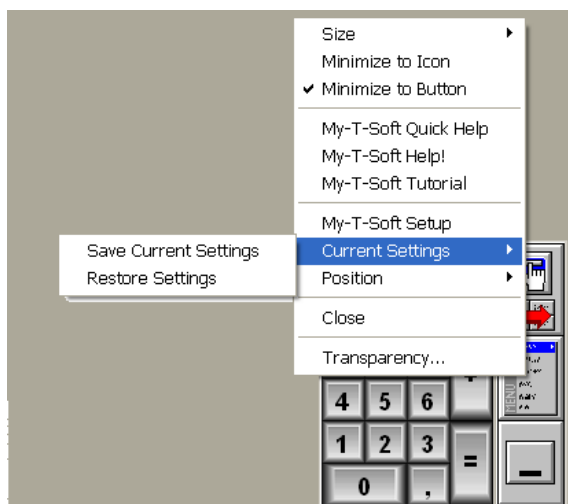 Size
Minimize to Icon
Minimize to Button
My-T-Soft Quick Help
My-T-Soft Help!
My-T-Soft Tutorial
My-T-Soft Setup
Current Settings
Save Current Settings
Restore Settings
Position
Close
Transparency...
4 5 6
1 2 3 =
0 ,
MENU